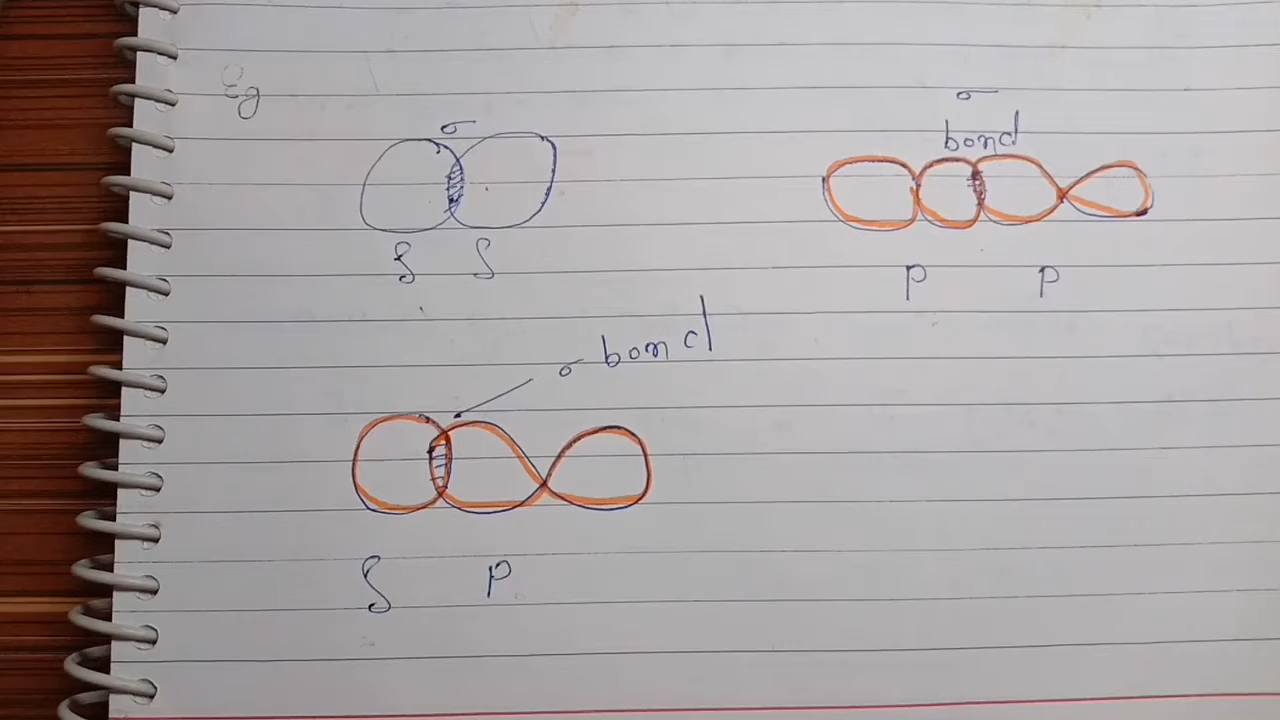 Eg
σ
σ
bond
S S
P P
σ bond
S P